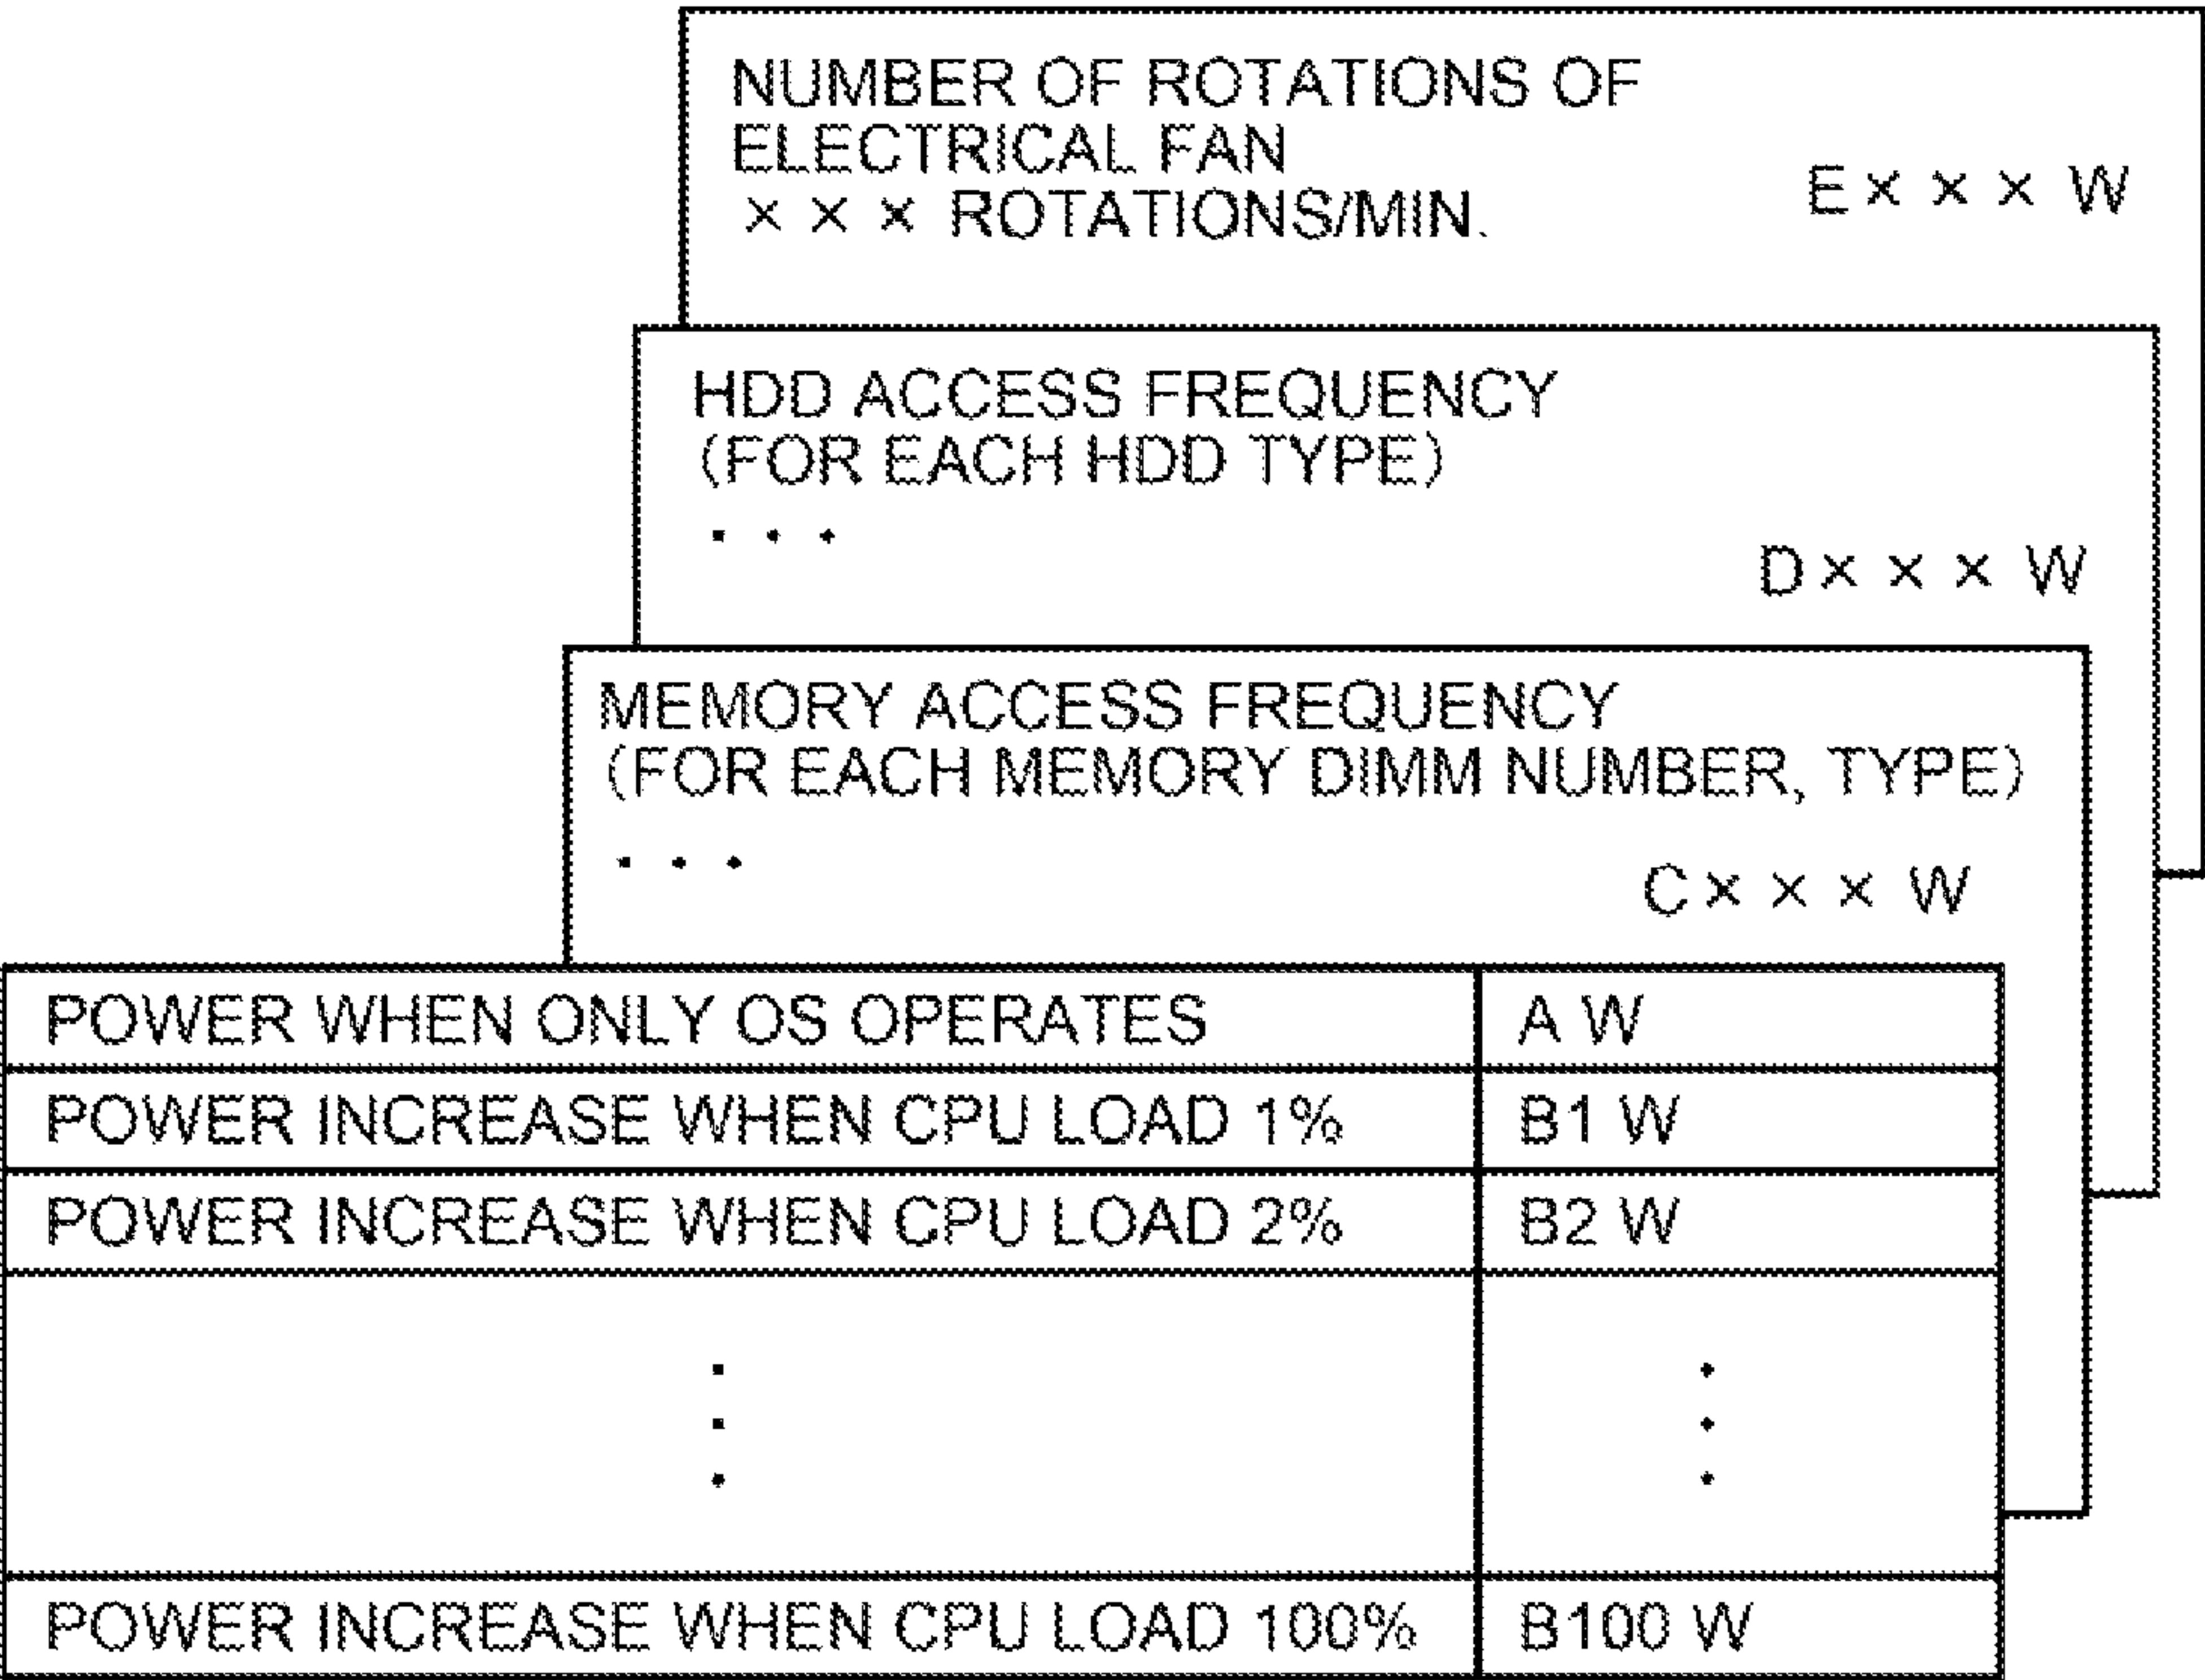 NUMBER OF ROTATIONS OF
ELECTRICAL FAN
× × × ROTATIONS/MIN.
E× × × W
HDD ACCESS FREQUENCY
(FOR EACH HDD TYPE)
· · ·
D× × × W
MEMORY ACCESS FREQUENCY
(FOR EACH MEMORY DIMM NUMBER, TYPE)
· · ·
C× × × W
POWER WHEN ONLY OS OPERATES A W
POWER INCREASE WHEN CPU LOAD 1% B1 W
POWER INCREASE WHEN CPU LOAD 2% B2 W
POWER INCREASE WHEN CPU LOAD 100% B100 W